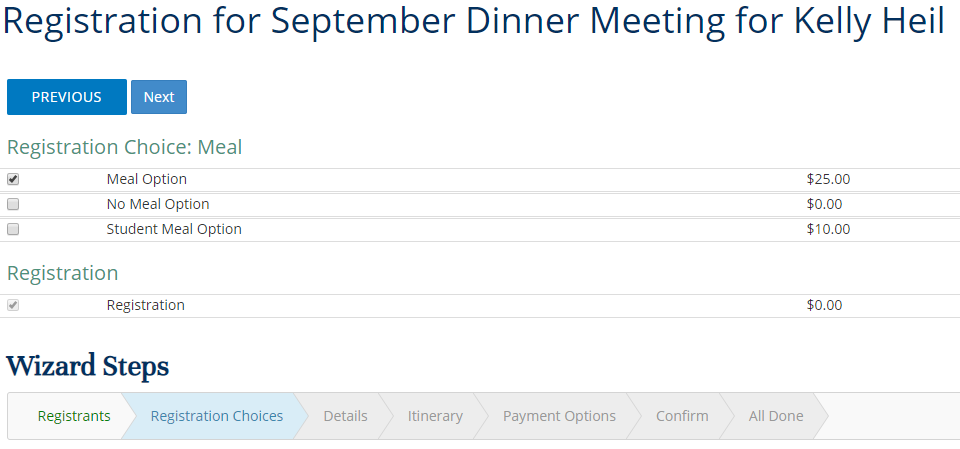 Registration for September Dinner Meeting for Kelly Heil
PREVIOUS Next
Registration Choice: Meal
Meal Option $25.00
No Meal Option $0.00
Student Meal Option $10.00
Registration
Registration $0.00
Wizard Steps
Registrants Registration Choices Details Itinerary Payment Options Confirm All Done